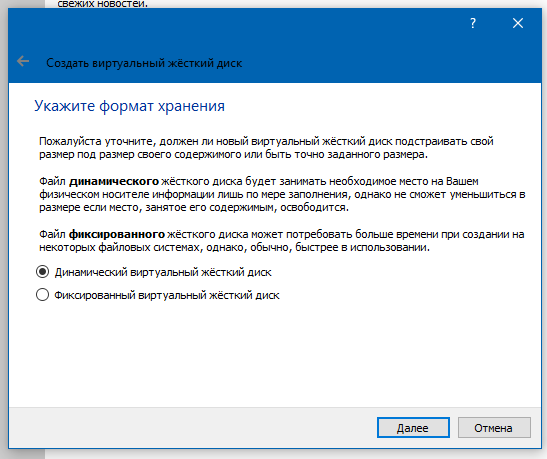 свежих новостей.
?
Создать виртуальный жёсткий диск
Укажите формат хранения
Пожалуйста уточните, должен ли новый виртуальный жёсткий диск подстраивать свой
размер под размер своего содержимого или быть точно заданного размера.
Файл динамического жёсткого диска будет занимать необходимое место на Вашем
физическом носителе информации лишь по мере заполнения, однако не сможет уменьшиться в
размере если место, занятое его содержимым, освободится.
Файл фиксированного жёсткого диска может потребовать больше времени при создании на
некоторых файловых системах, однако, обычно, быстрее в использовании.
Динамический виртуальный жёсткий диск
Фиксированный виртуальный жёсткий диск
Далее
Отмена